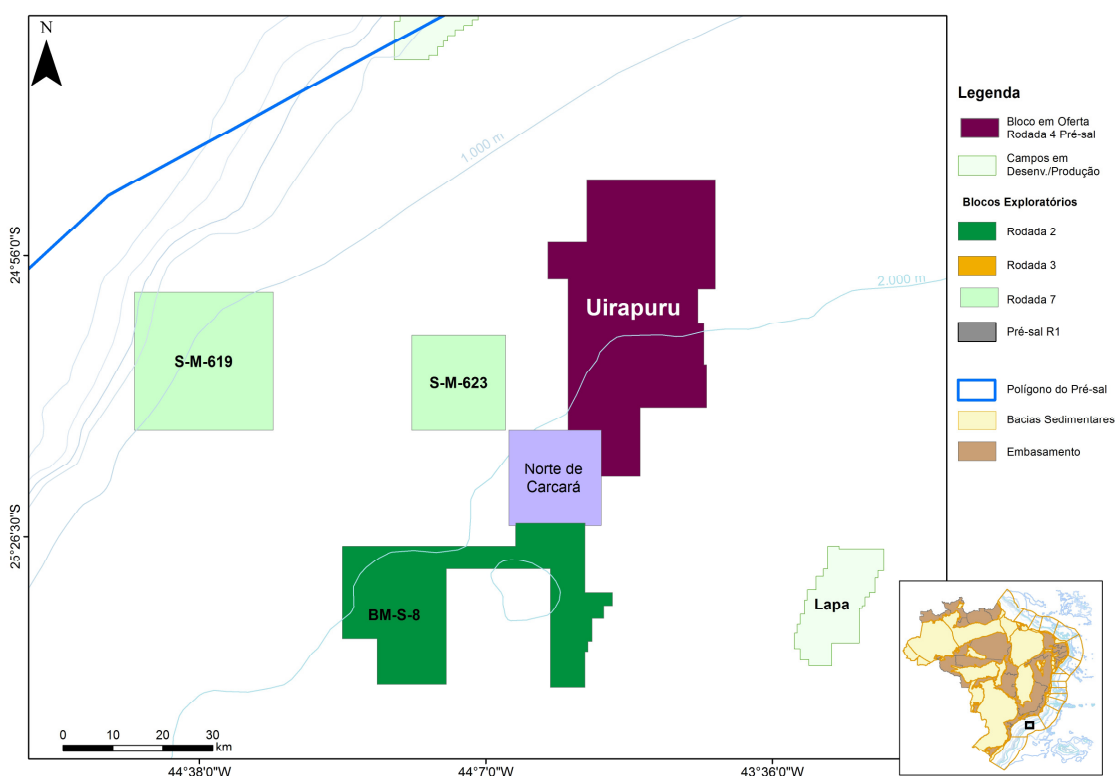 N
1.000 m
24°56'0"S
2.000 m
Uirapuru
S-M-619
S-M-623
Norte de
Carcará
25°26'30"S
BM-S-8
Lapa
0 10 20 30
km
44°38'0"W
44°7'0"W
43°36'0"W
Legenda
Bloco em Oferta
Rodada 4 Pré-sal
Campos em
Desenv./Produção
Blocos Exploratórios
Rodada 2
Rodada 3
Rodada 7
Pré-sal R1
Polígono do Pré-sal
Bacias Sedimentares
Embasamento